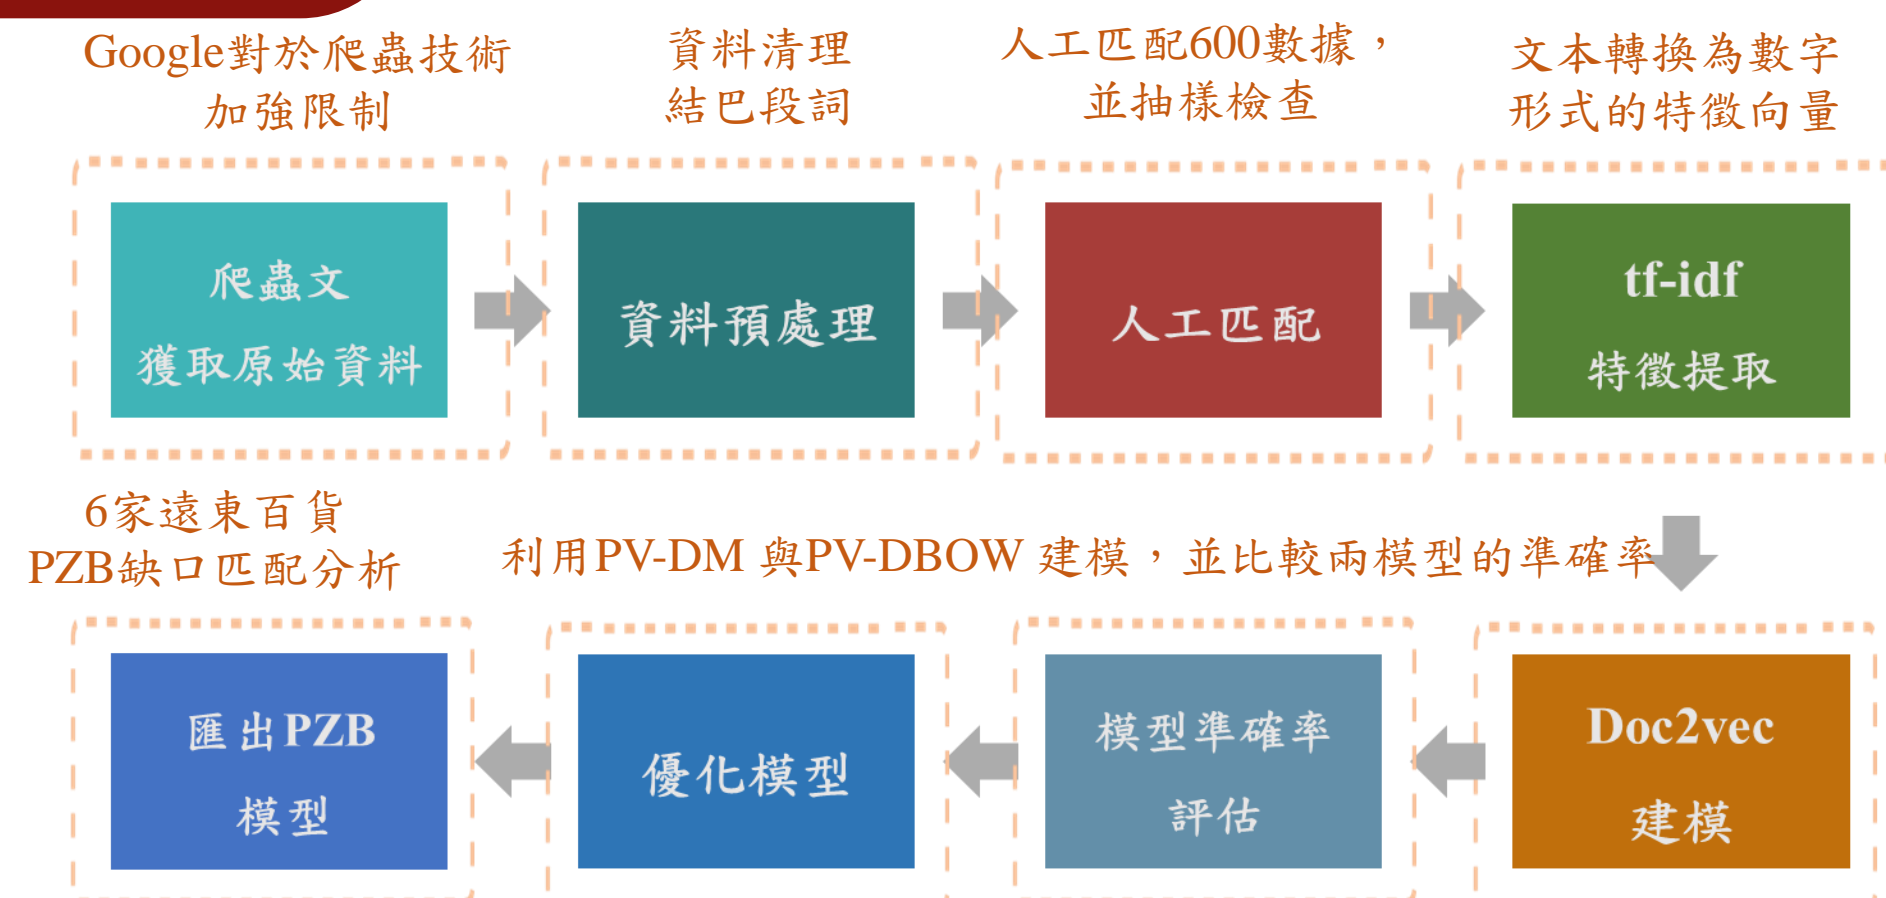 Google對於爬蟲技術
加強限制
資料清理
結巴段詞
人工匹配600數據，
並抽樣檢查
文本轉換為數字
形式的特徵向量
爬蟲文
獲取原始資料
資料預處理
人工匹配
tf-idf
特徵提取
6家遠東百貨
PZB缺口匹配分析
利用PV-DM 與PV-DBOW 建模，並比較兩模型的準確率
匯出PZB
模型
優化模型
模型準確率
評估
Doc2vec
建模